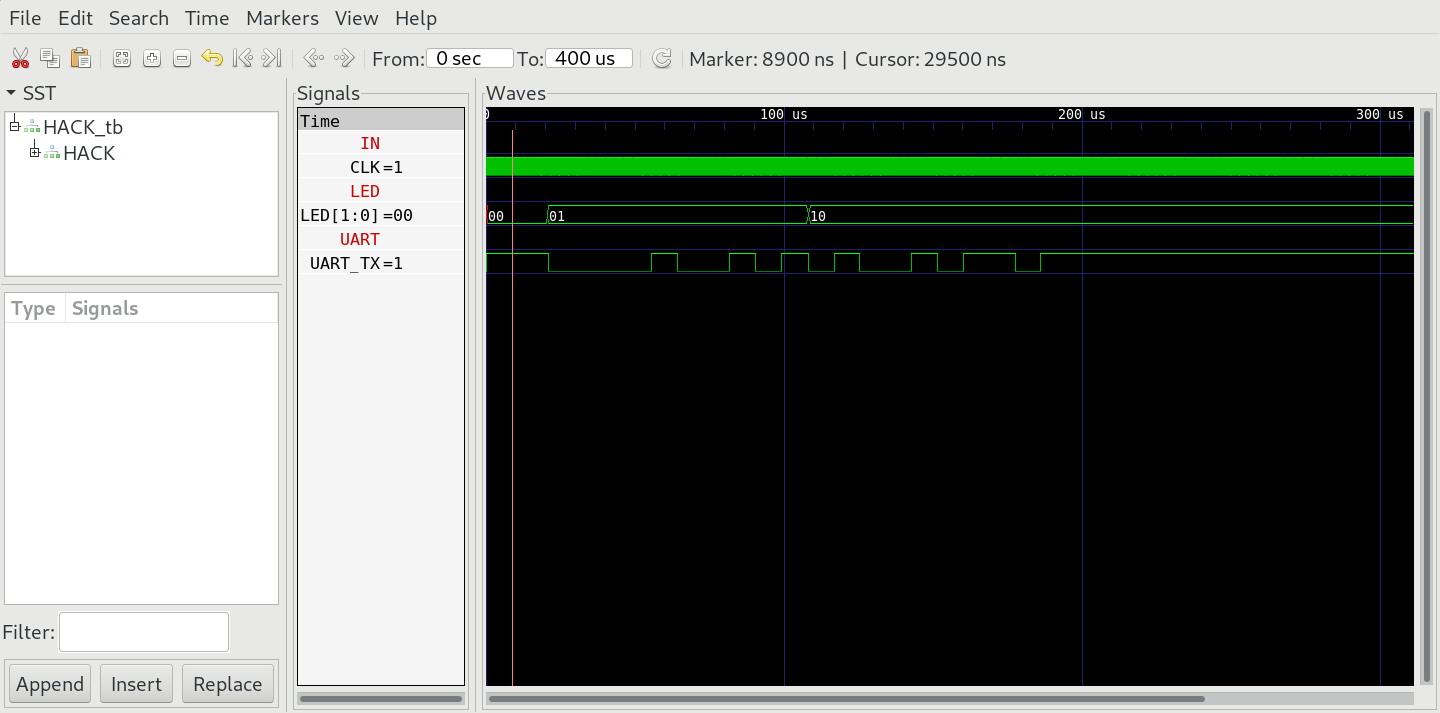 File Edit Search Time Markers View Help
From: 0 sec To: 400 us Marker: 8900 ns | Cursor: 29500 ns
SST
HACK_tb
HACK
Type Signals
Filter:
Append Insert Replace
Signals
Time
IN
CLK=1
LED
LED[1:0]=00
UART
UART_TX=1
Waves
0 100 us 200 us 300 us
00 01 10